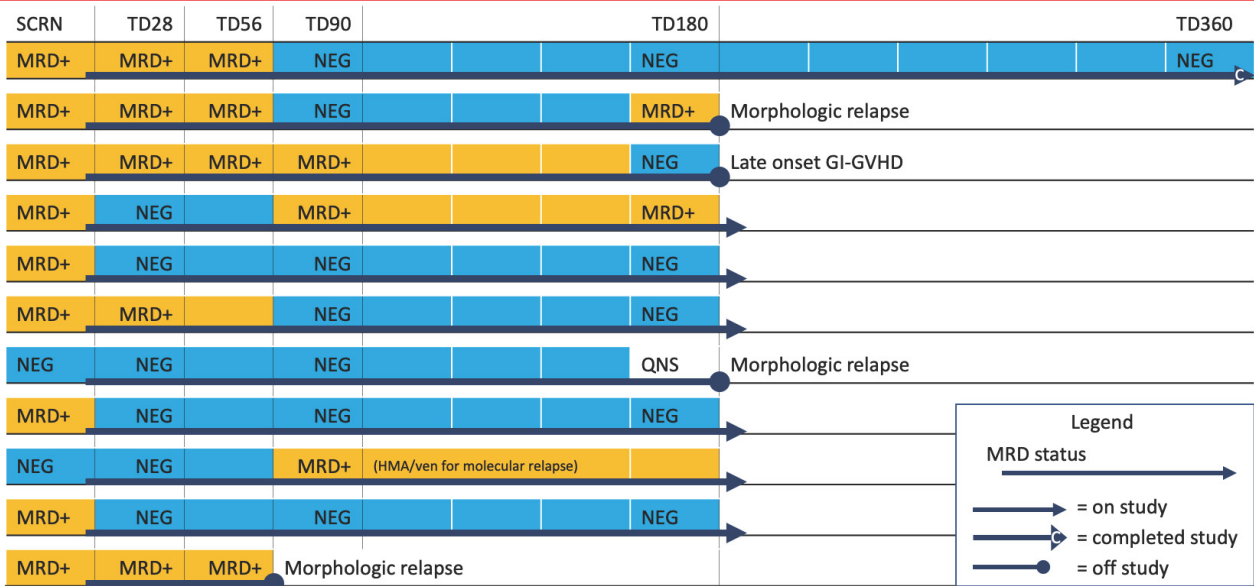 SCRN TD28 TD56 TD90 TD180 TD360
MRD+ MRD+ MRD+ NEG NEG NEG
C
MRD+ MRD+ MRD+ NEG MRD+ Morphologic relapse
MRD+ MRD+ MRD+ MRD+ NEG Late onset GI-GVHD
MRD+ NEG MRD+ MRD+
MRD+ NEG NEG NEG
MRD+ MRD+ NEG NEG
NEG NEG NEG QNS Morphologic relapse
MRD+ NEG NEG NEG
NEG NEG MRD+ (HMA/ven for molecular relapse)
MRD+ NEG NEG NEG
MRD+ MRD+ MRD+ Morphologic relapse
Legend
MRD status
= on study
C = completed study
= off study